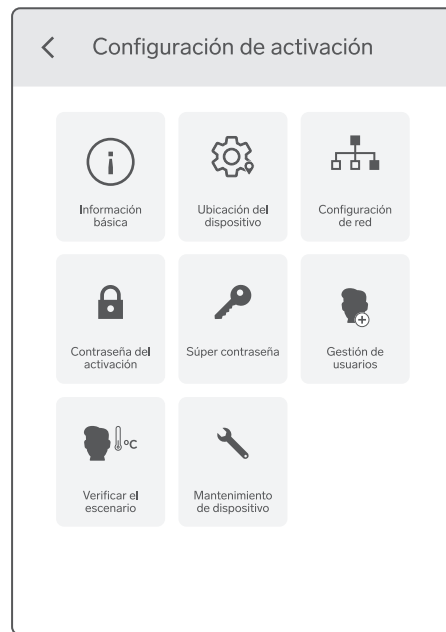 Configuración de activación
Información
básica
Ubicación del
dispositivo
Configuración
de red
Contraseña del
activación
Súper contraseña
Gestión de
usuarios
°C
Verificar el
escenario
Mantenimiento
de dispositivo